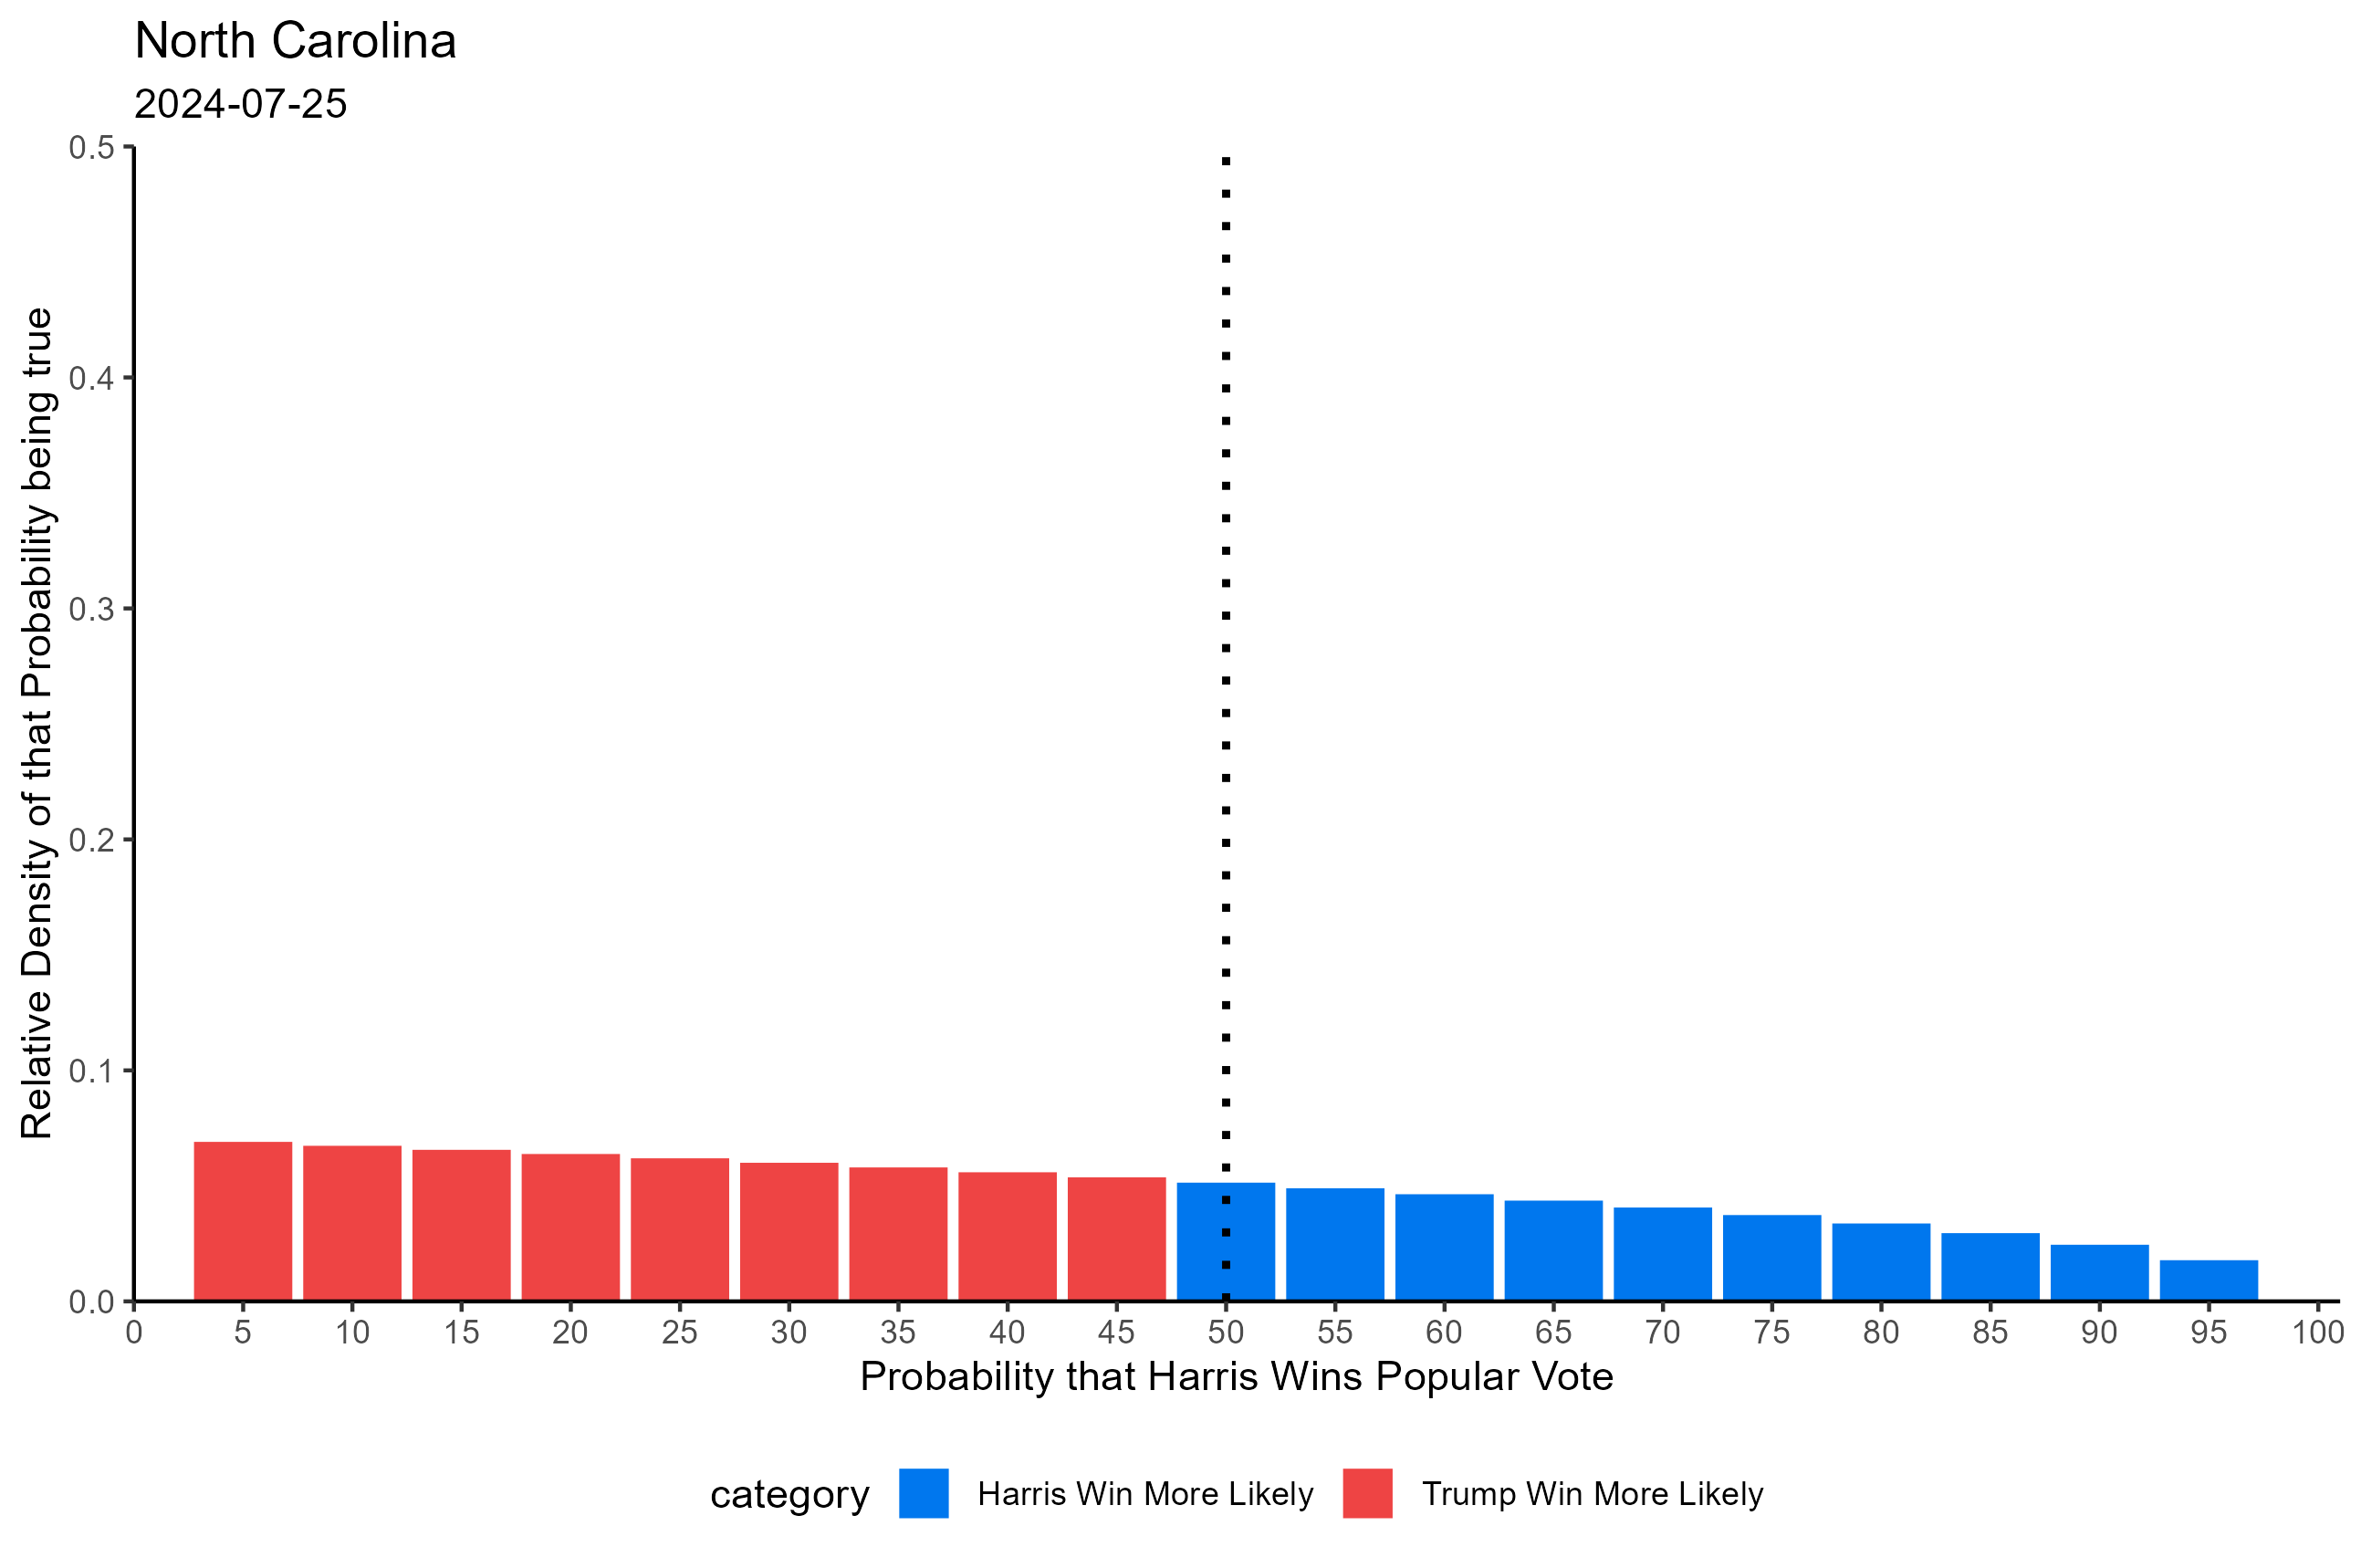 North Carolina
2024-07-25
Relative Density of that Probability being true
0.5
0.4
0.3
0.2
0.1
0.0
0 5 10 15 20 25 30 35 40 45 50 55 60 65 70 75 80 85 90 95 100
Probability that Harris Wins Popular Vote
category Harris Win More Likely Trump Win More Likely